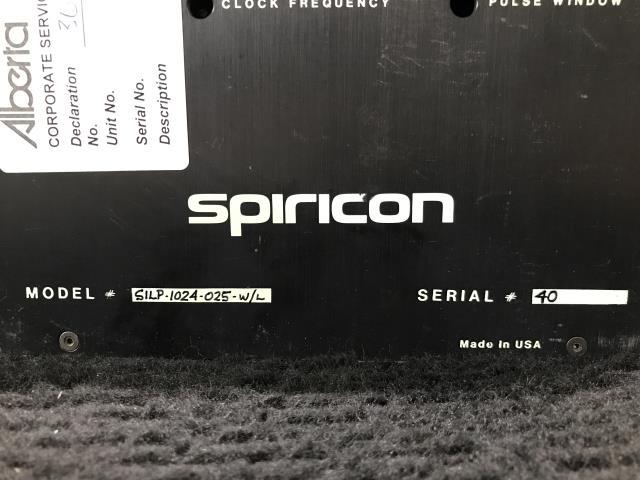 CLOCK FREQUENCY
PULSE WINDOW
Alberta
CORPORATE SERVIC
Declaration
No.
Unit No.
Serial No.
Description
spiricon
MODEL # SILP-1024-025-W/L
SERIAL # 40
Made in USA